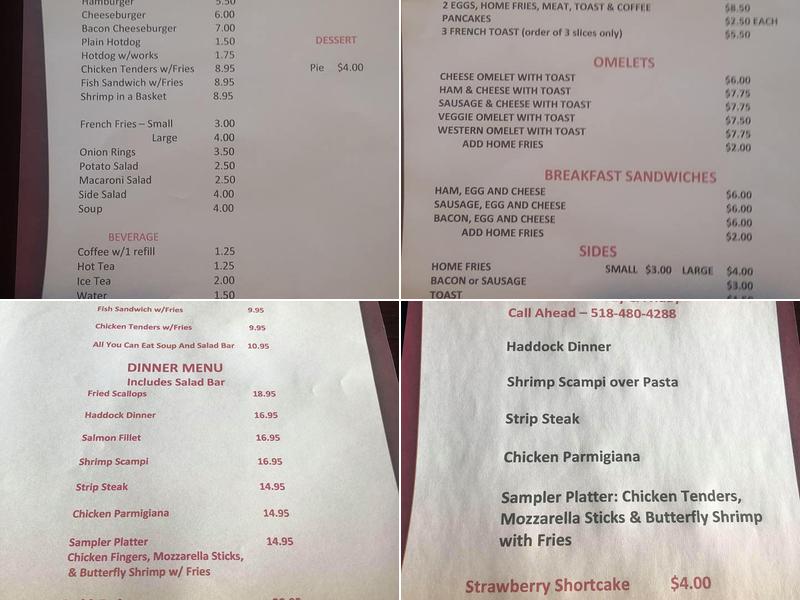 Hamburger 5.50
Cheeseburger 6.00
Bacon Cheeseburger 7.00
Plain Hotdog 1.50
Hotdog w/works 1.75
Chicken Tenders w/Fries 8.95
Fish Sandwich w/Fries 8.95
Shrimp in a Basket 8.95
French Fries – Small 3.00
Large 4.00
Onion Rings 3.50
Potato Salad 2.50
Macaroni Salad 2.50
Side Salad 4.00
Soup 4.00
BEVERAGE
Coffee w/1 refill 1.25
Hot Tea 1.25
Ice Tea 2.00
Water 1.50
DESSERT
Pie $4.00
2 EGGS, HOME FRIES, MEAT, TOAST & COFFEE $8.50
PANCAKES $2.50 EACH
3 FRENCH TOAST (order of 3 slices only) $5.50
OMELETS
CHEESE OMELET WITH TOAST $6.00
HAM & CHEESE WITH TOAST $7.75
SAUSAGE & CHEESE WITH TOAST $7.75
VEGGIE OMELET WITH TOAST $7.50
WESTERN OMELET WITH TOAST $7.75
ADD HOME FRIES $2.00
BREAKFAST SANDWICHES
HAM, EGG AND CHEESE $6.00
SAUSAGE, EGG AND CHEESE $6.00
BACON, EGG AND CHEESE $6.00
ADD HOME FRIES $2.00
SIDES
HOME FRIES SMALL $3.00 LARGE $4.00
BACON or SAUSAGE $3.00
TOAST
Fish Sandwich w/Fries 9.95
Chicken Tenders w/Fries 9.95
All You Can Eat Soup And Salad Bar 10.95
DINNER MENU
Includes Salad Bar
Fried Scallops 18.95
Haddock Dinner 16.95
Salmon Fillet 16.95
Shrimp Scampi 16.95
Strip Steak 14.95
Chicken Parmigiana 14.95
Sampler Platter 14.95
Chicken Fingers, Mozzarella Sticks,
& Butterfly Shrimp w/ Fries
Call Ahead – 518-480-4288
Haddock Dinner
Shrimp Scampi over Pasta
Strip Steak
Chicken Parmigiana
Sampler Platter: Chicken Tenders,
Mozzarella Sticks & Butterfly Shrimp
with Fries
Strawberry Shortcake $4.00